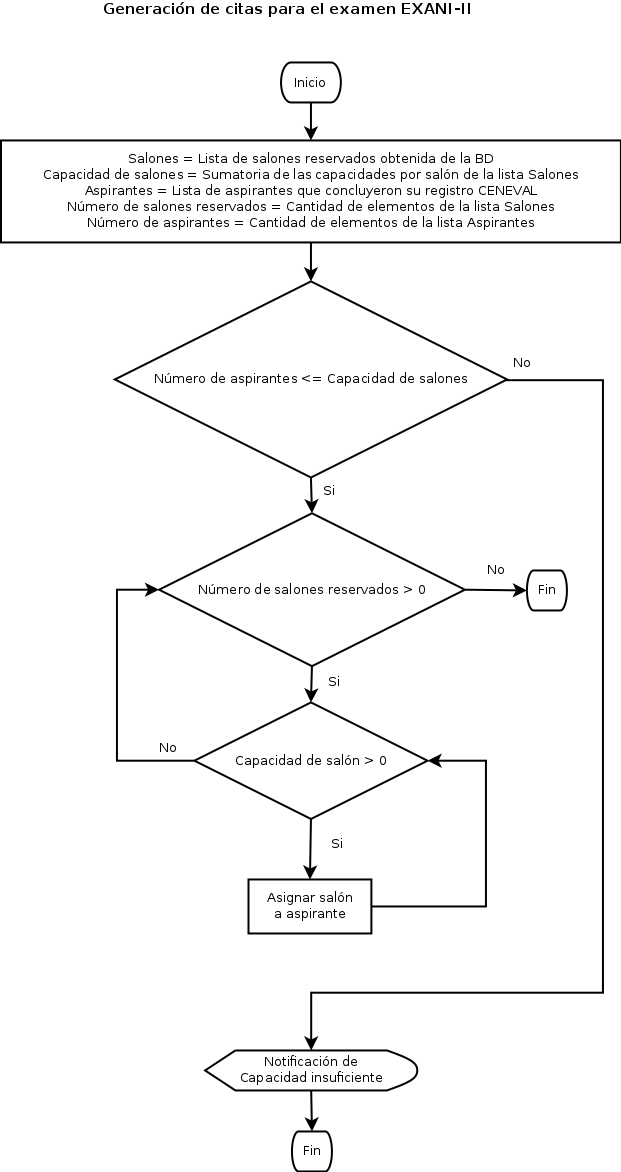 Generación de citas para el examen EXANI-II
Inicio
Salones = Lista de salones reservados obtenida de la BD
Capacidad de salones = Sumatoria de las capacidades por salón de la lista Salones
Aspirantes = Lista de aspirantes que concluyeron su registro CENEVAL
Número de salones reservados = Cantidad de elementos de la lista Salones
Número de aspirantes = Cantidad de elementos de la lista Aspirantes
No
Número de aspirantes <= Capacidad de salones
Si
No
Número de salones reservados > 0
Fin
Si
No
Capacidad de salón > 0
Si
Asignar salón
a aspirante
Notificación de
Capacidad insuficiente
Fin